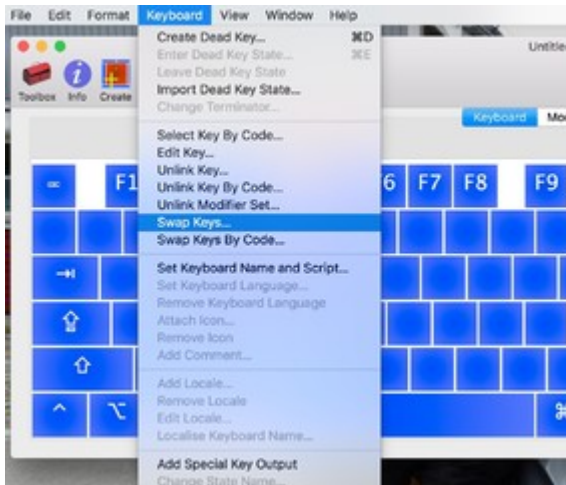 File Edit Format Keyboard View Window Help
Create Dead Key... ⌘D
Enter Dead Key State... ⌘E
Leave Dead Key State
Import Dead Key State...
Change Terminator...
Toolbox Info Create
Keyboard
Select Key By Code...
Edit Key...
Unlink Key...
Unlink Key By Code...
Unlink Modifier Set...
Swap Keys...
Swap Keys By Code...
F1 F7 F8 F9
Set Keyboard Name and Script...
Set Keyboard Language...
Remove Keyboard Language
Attach Icon...
Remove Icon
Add Comment...
Add Locale...
Remove Locale
Edit Locale...
Localise Keyboard Name...
Add Special Key Output
Change State Name...